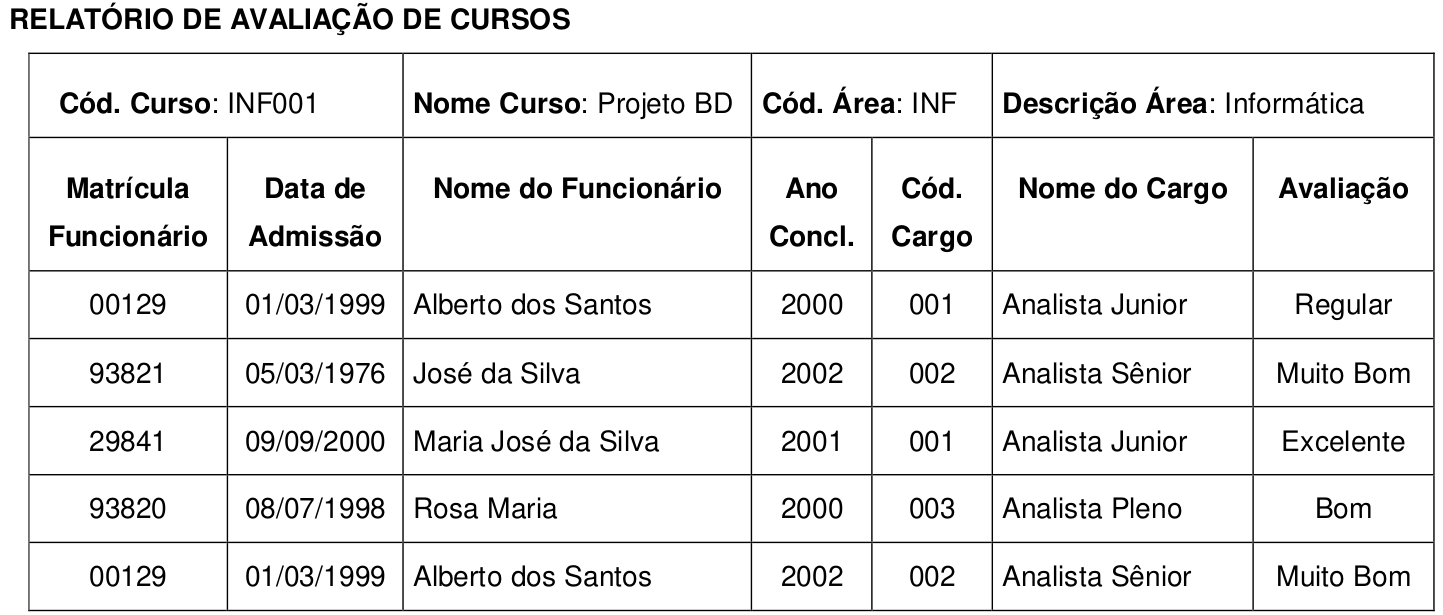 RELATÓRIO DE AVALIAÇÃO DE CURSOS
Cód. Curso: INF001 Nome Curso: Projeto BD Cód. Área: INF Descrição Área: Informática
Matrícula Data de Nome do Funcionário Ano Cód. Nome do Cargo Avaliação
Funcionário Admissão Concl. Cargo
00129 01/03/1999 Alberto dos Santos 2000 001 Analista Junior Regular
93821 05/03/1976 José da Silva 2002 002 Analista Sênior Muito Bom
29841 09/09/2000 Maria José da Silva 2001 001 Analista Junior Excelente
93820 08/07/1998 Rosa Maria 2000 003 Analista Pleno Bom
00129 01/03/1999 Alberto dos Santos 2002 002 Analista Sênior Muito Bom